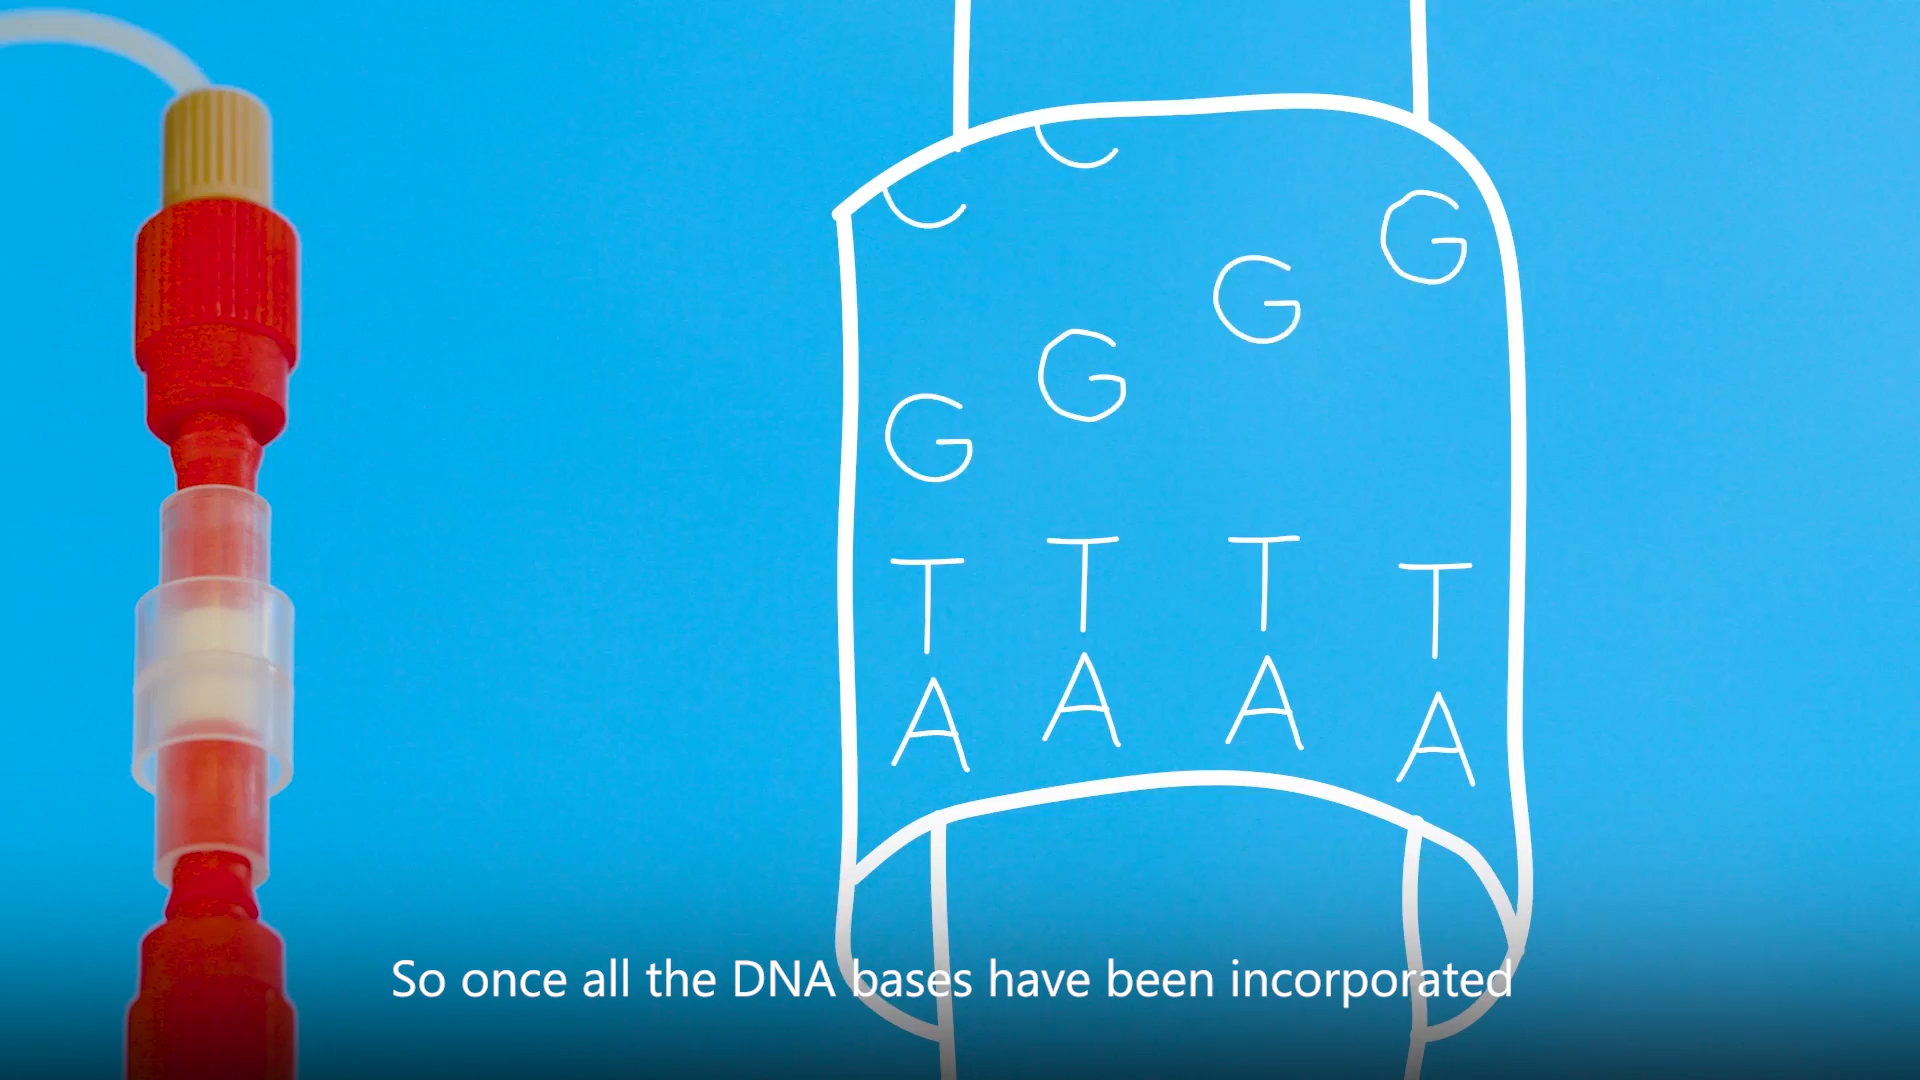 G G G G
T T T T
A A A A
So once all the DNA bases have been incorporated